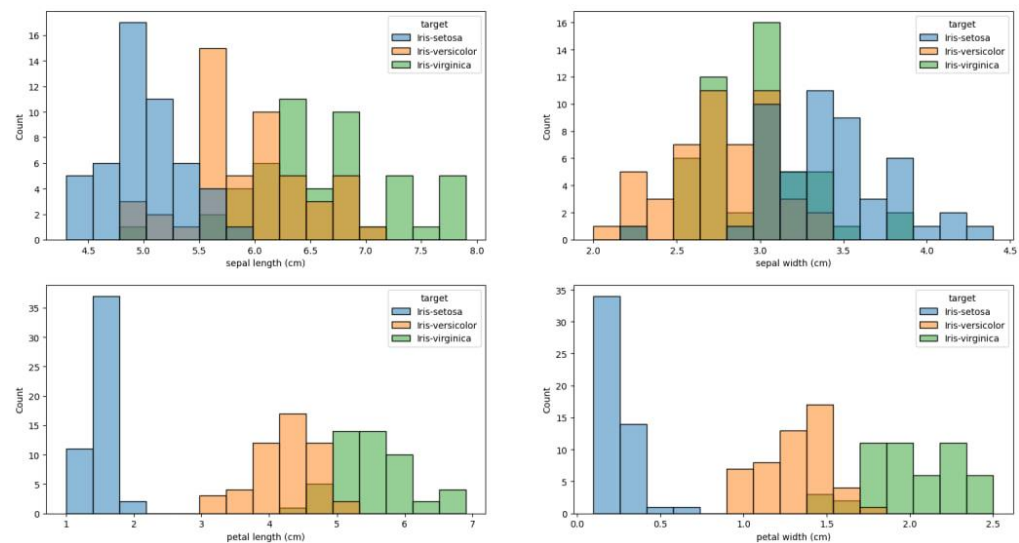 target
Iris-setosa
Iris-versicolor
Iris-virginica
16
14
12
10
8
6
4
2
0
Count
4.5 5.0 5.5 6.0 6.5 7.0 7.5 8.0
sepal length (cm)
target
Iris-setosa
Iris-versicolor
Iris-virginica
16
14
12
10
8
6
4
2
0
Count
2.0 2.5 3.0 3.5 4.0 4.5
sepal width (cm)
target
Iris-setosa
Iris-versicolor
Iris-virginica
35
30
25
20
15
10
5
0
Count
1 2 3 4 5 6 7
petal length (cm)
target
Iris-setosa
Iris-versicolor
Iris-virginica
35
30
25
20
15
10
5
0
Count
0.0 0.5 1.0 1.5 2.0 2.5
petal width (cm)